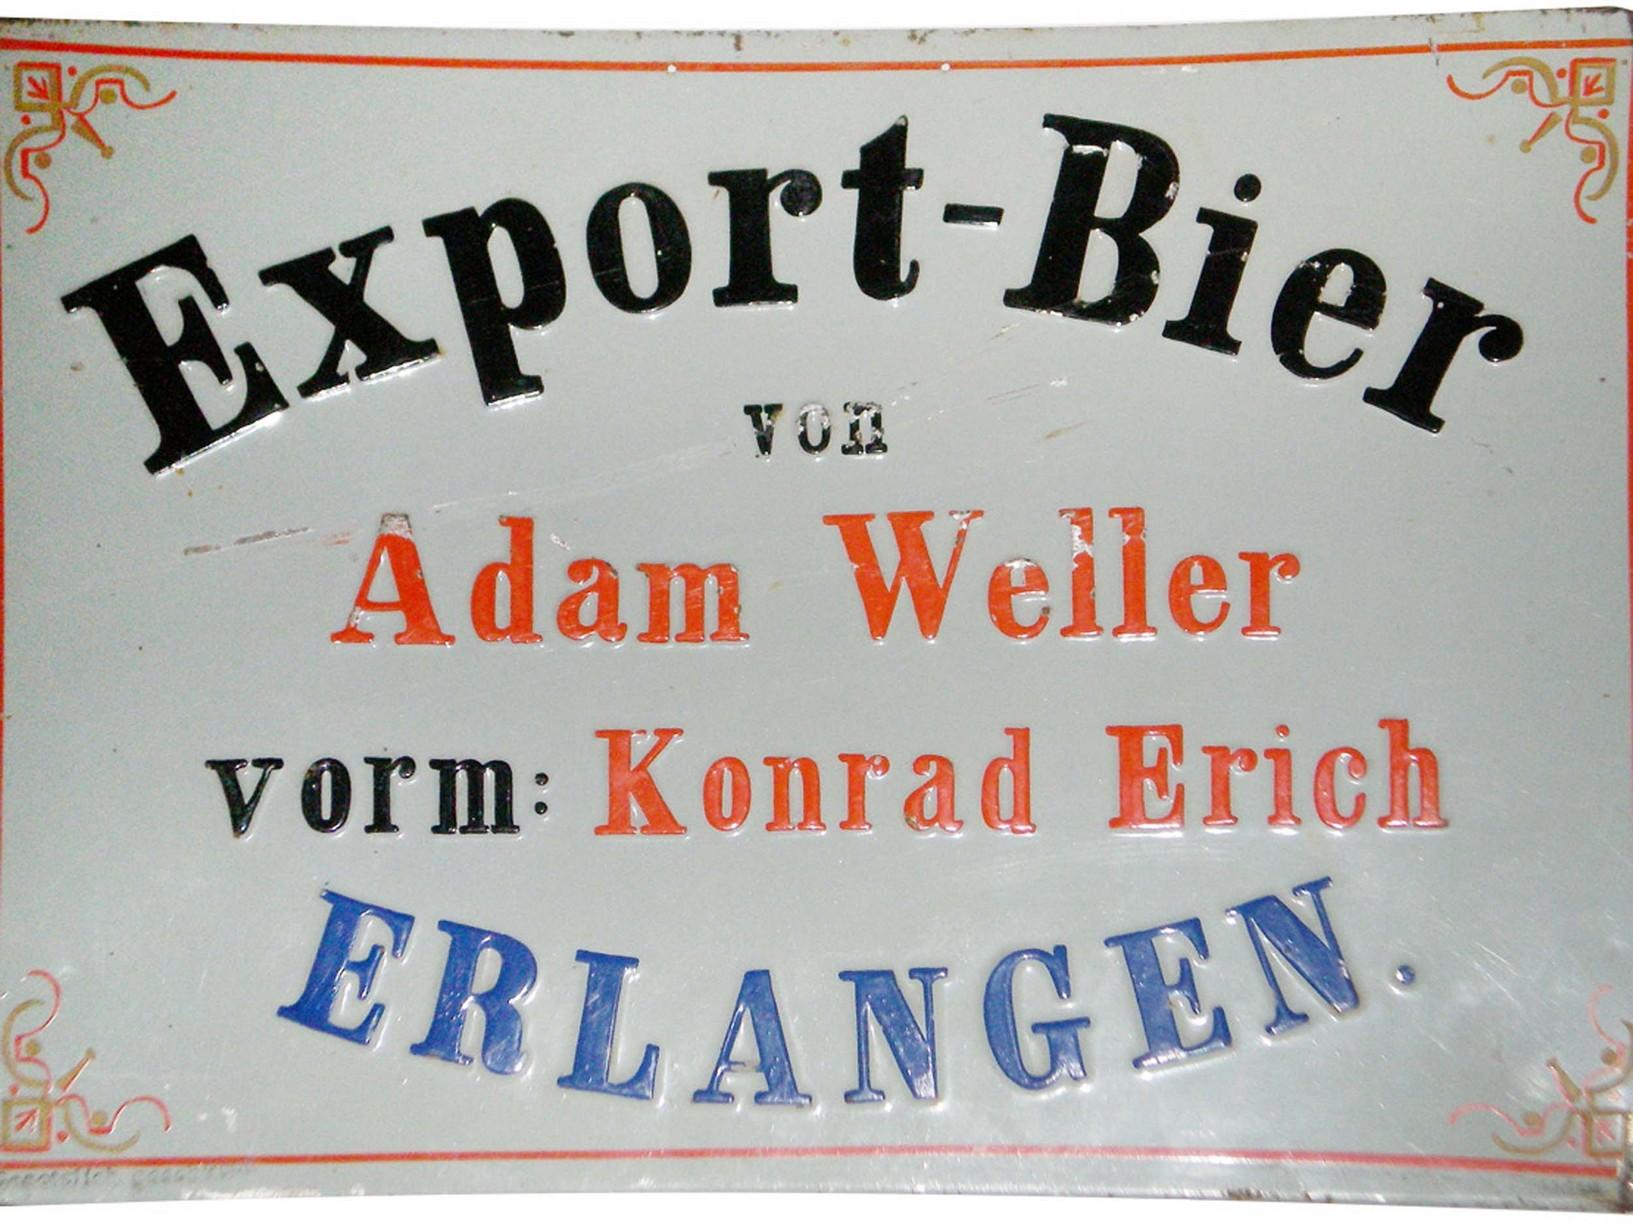 Export-Bier
von
Adam Weller
vorm: Konrad Erich
ERLANGEN.